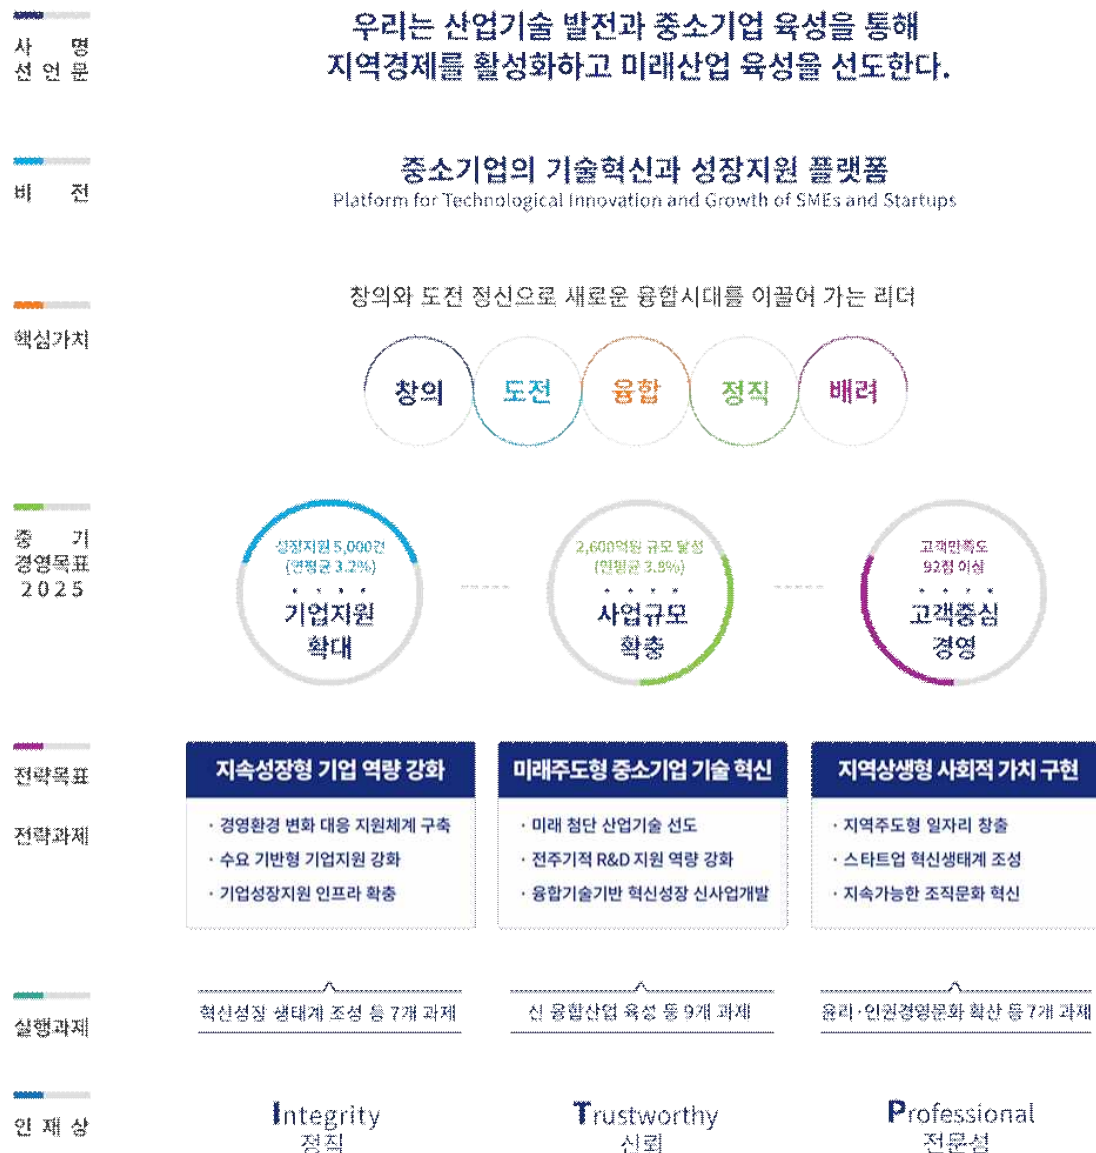 사 명
선 언 문
우리는 산업기술 발전과 중소기업 육성을 통해
지역경제를 활성화하고 미래산업 육성을 선도한다.
비 전
중소기업의 기술혁신과 성장지원 플랫폼
Platform for Technological Innovation and Growth of SMEs and Startups
핵심가치
창의와 도전 정신으로 새로운 융합시대를 이끌어 가는 리더
창의 도전 융합 정직 배려
중 기
경영목표
2025
성장지원 5,000건
(연평균 3.2%)
기업지원
확대
2,600억원 규모 달성
(연평균 3.8%)
사업규모
확충
고객만족도
92점 이상
고객중심
경영
전략목표
지속성장형 기업 역량 강화
미래주도형 중소기업 기술 혁신
지역상생형 사회적 가치 구현
전략과제
· 경영환경 변화 대응 지원체계 구축
· 수요 기반형 기업지원 강화
· 기업성장지원 인프라 확충
· 미래 첨단 산업기술 선도
· 전주기적 R&D 지원 역량 강화
· 융합기술기반 혁신성장 신사업개발
· 지역주도형 일자리 창출
· 스타트업 혁신생태계 조성
· 지속가능한 조직문화 혁신
실행과제
혁신성장 생태계 조성 등 7개 과제
신 융합산업 육성 등 9개 과제
윤리·인권경영문화 확산 등 7개 과제
인 재 상
Integrity
정직
Trustworthy
신뢰
Professional
전문성